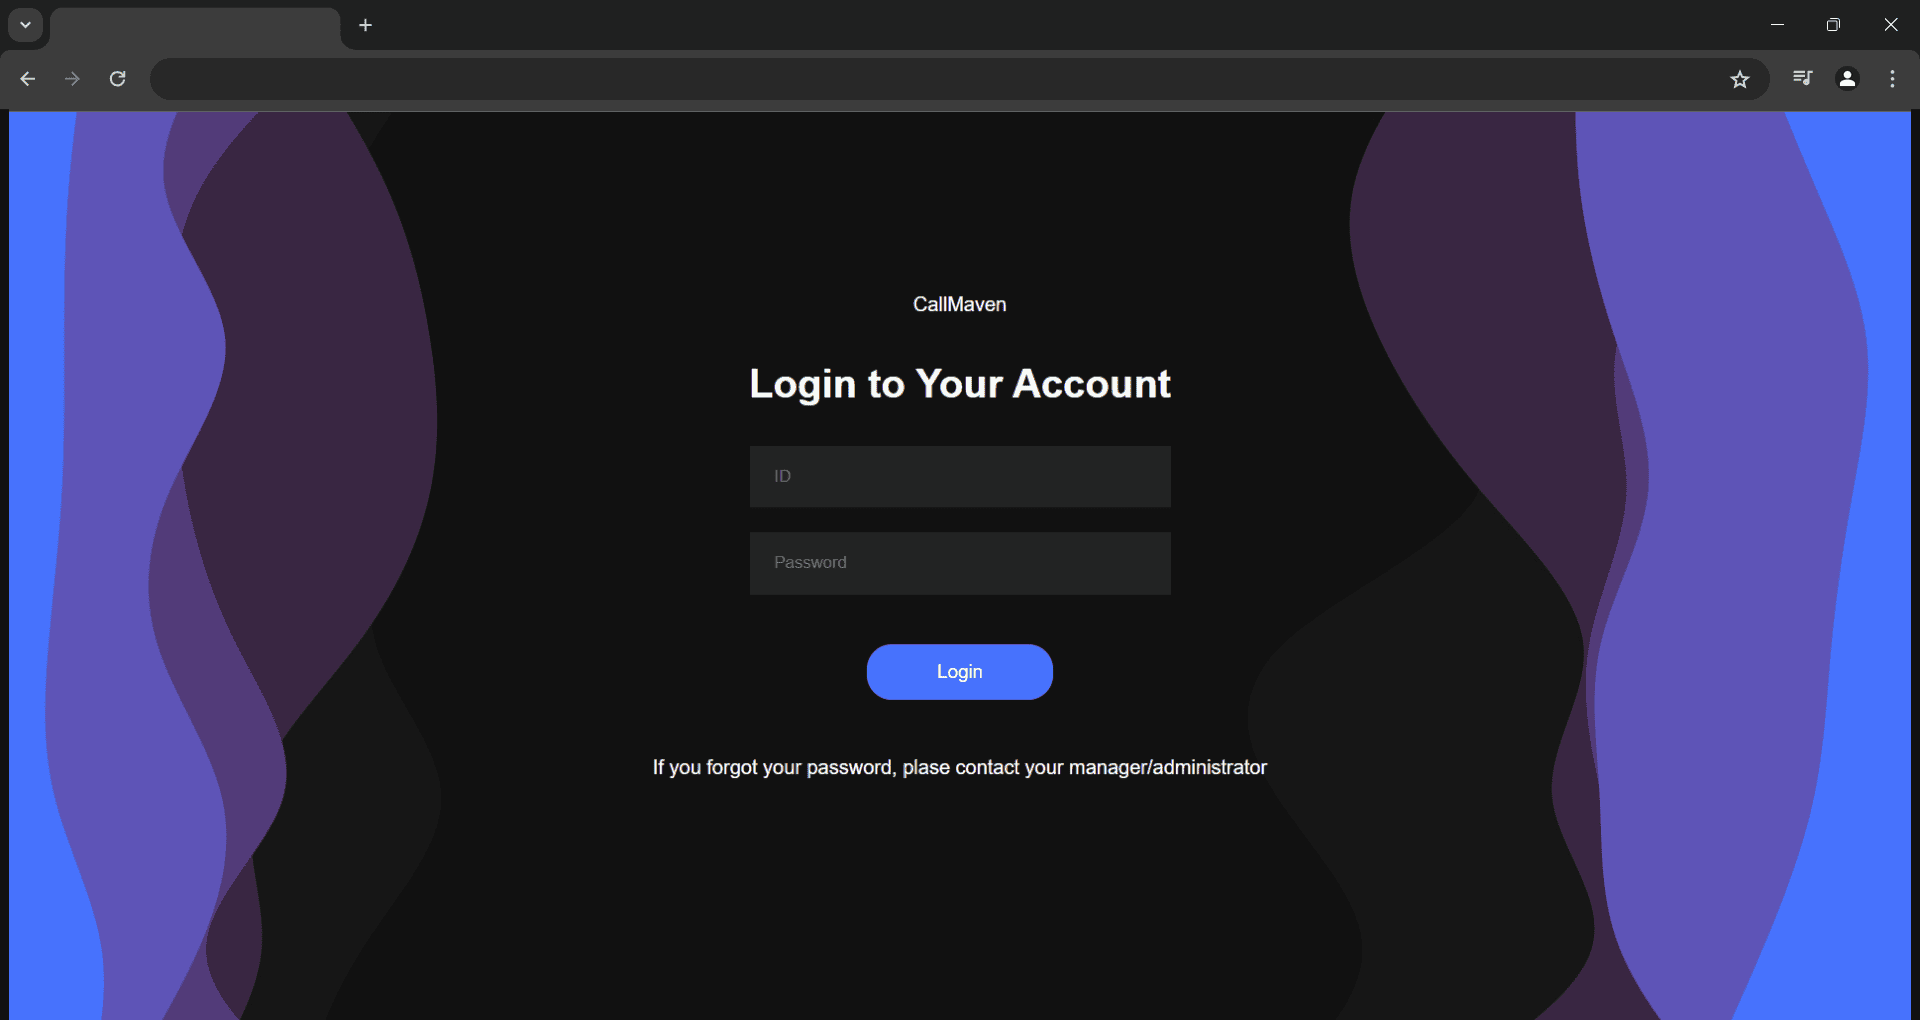 CallMaven
Login to Your Account
ID
Password
Login
If you forgot your password, plase contact your manager/administrator